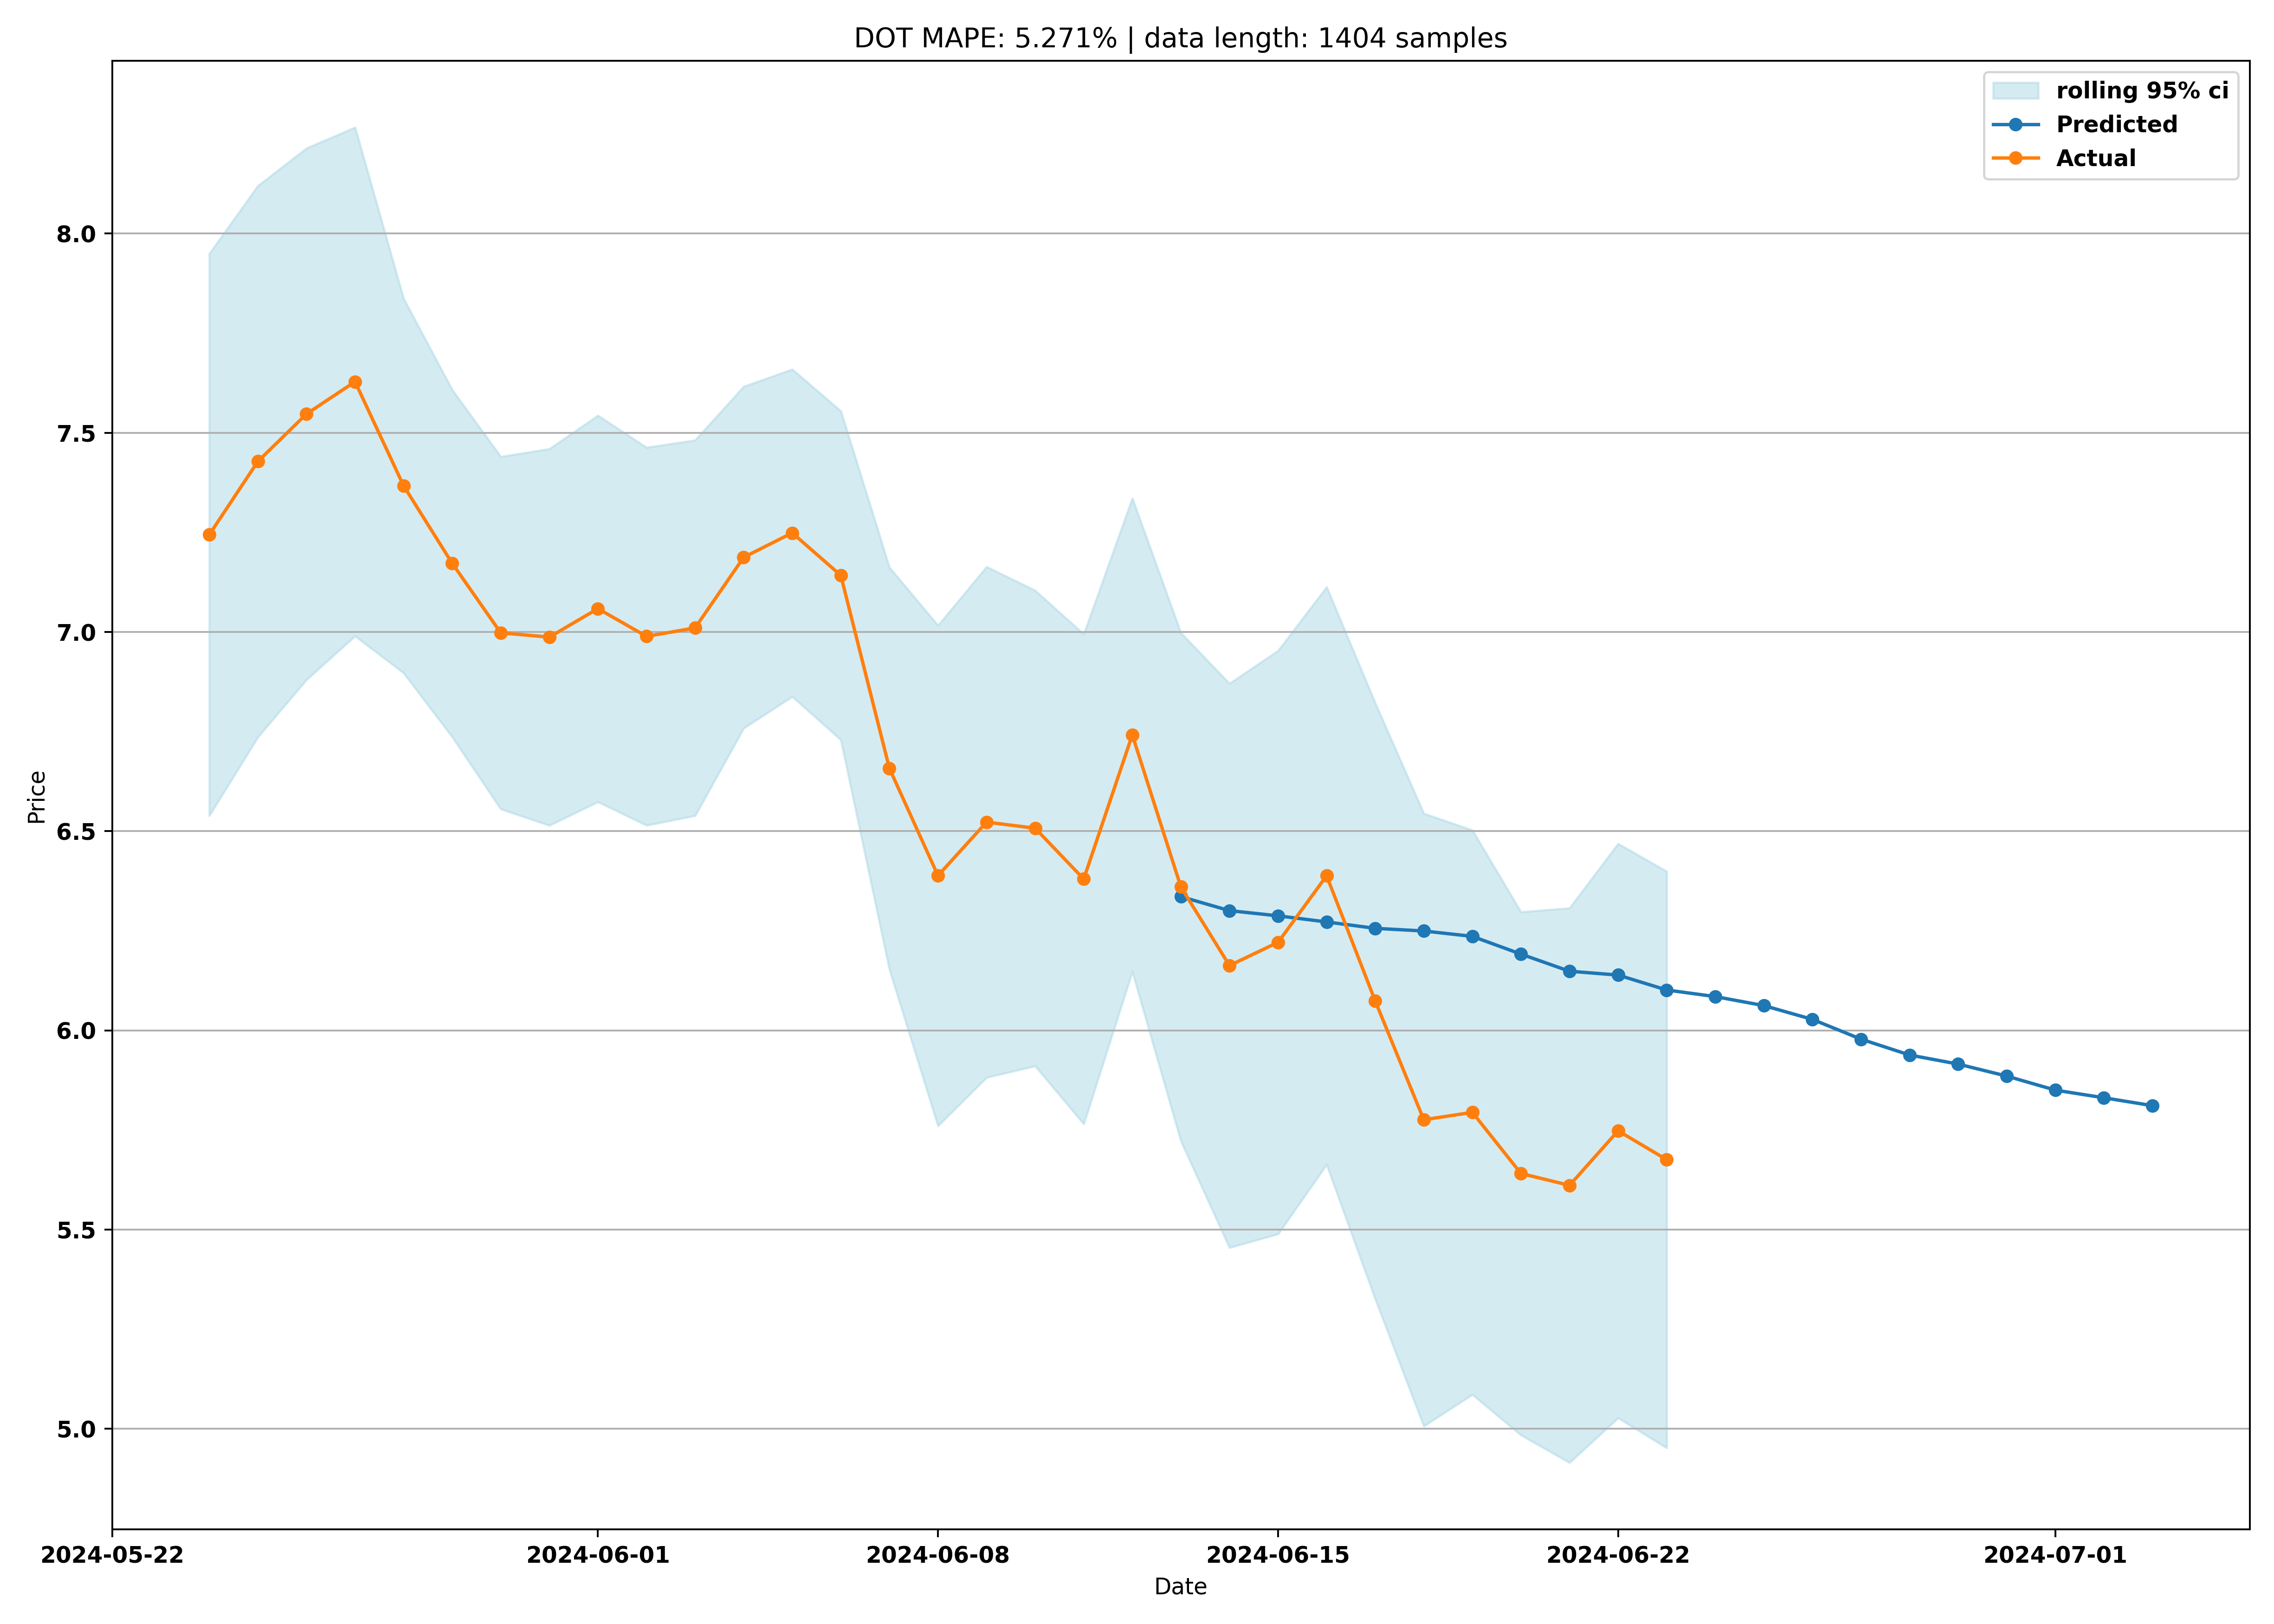 DOT MAPE: 5.271% | data length: 1404 samples
rolling 95% ci
Predicted
Actual
8.0
7.5
7.0
6.5
6.0
5.5
5.0
Price
2024-05-22 2024-06-01 2024-06-08 2024-06-15 2024-06-22 2024-07-01
Date